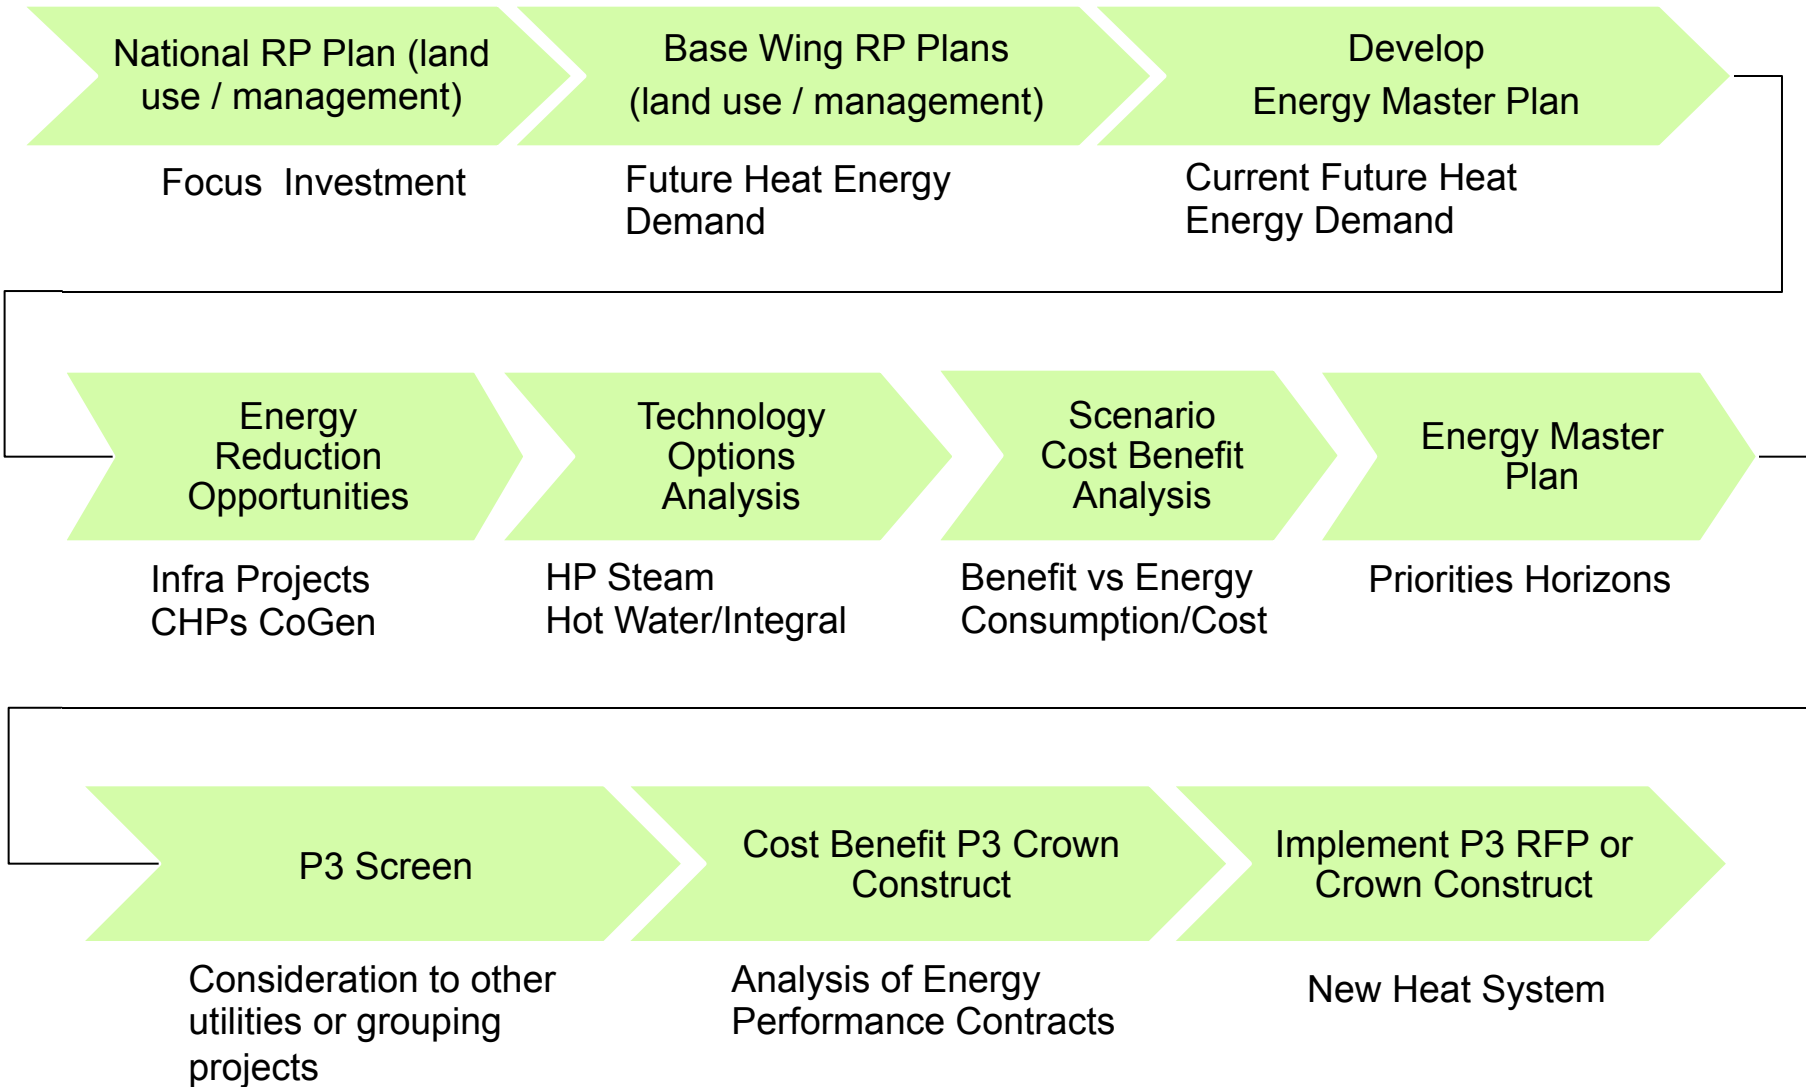 National RP Plan (land
use / management)
Base Wing RP Plans
(land use / management)
Develop
Energy Master Plan
Focus  Investment
Future Heat Energy
Demand
Current Future Heat
Energy Demand
Energy
Reduction
Opportunities
Technology
Options
Analysis
Scenario
Cost Benefit
Analysis
Energy Master
Plan
Infra Projects
CHPs CoGen
HP Steam
Hot Water/Integral
Benefit vs Energy
Consumption/Cost
Priorities Horizons
P3 Screen
Cost Benefit P3 Crown
Construct
Implement P3 RFP or
Crown Construct
Consideration to other
utilities or grouping
projects
Analysis of Energy
Performance Contracts
New Heat System